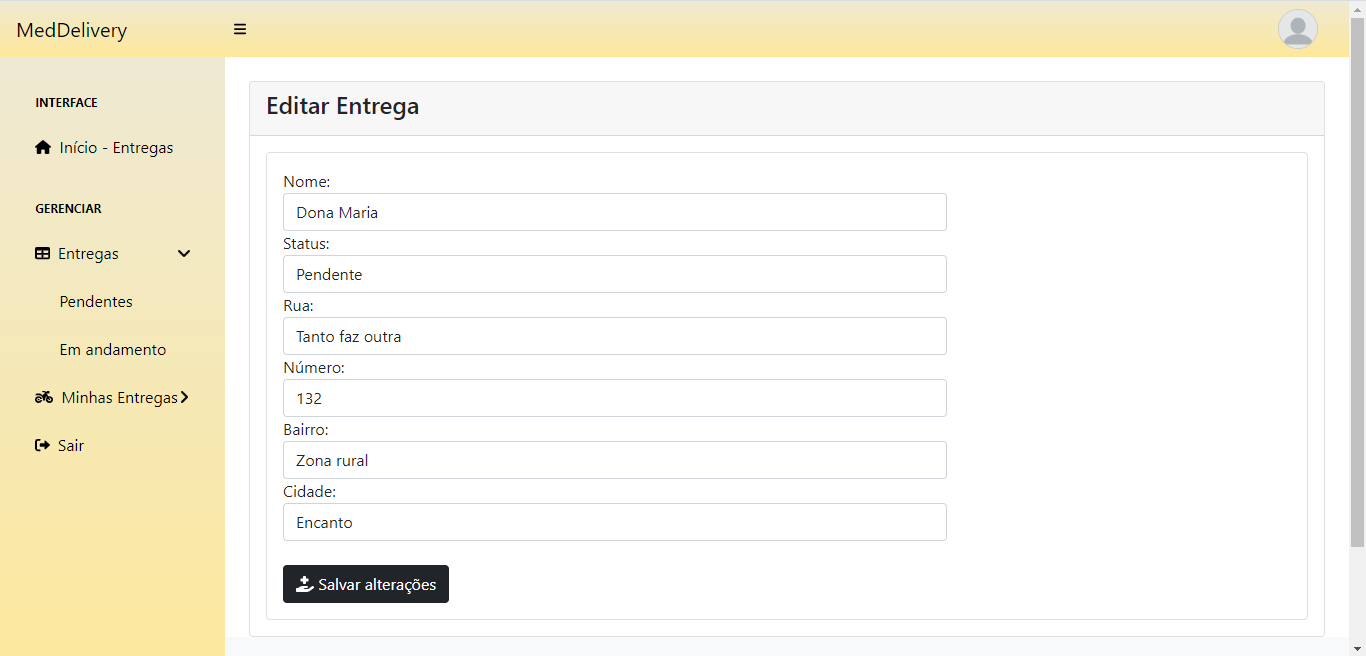 MedDelivery
INTERFACE
Início - Entregas
GERENCIAR
Entregas
Pendentes
Em andamento
Minhas Entregas
Sair
Editar Entrega
Nome:
Dona Maria
Status:
Pendente
Rua:
Tanto faz outra
Número:
132
Bairro:
Zona rural
Cidade:
Encanto
Salvar alterações